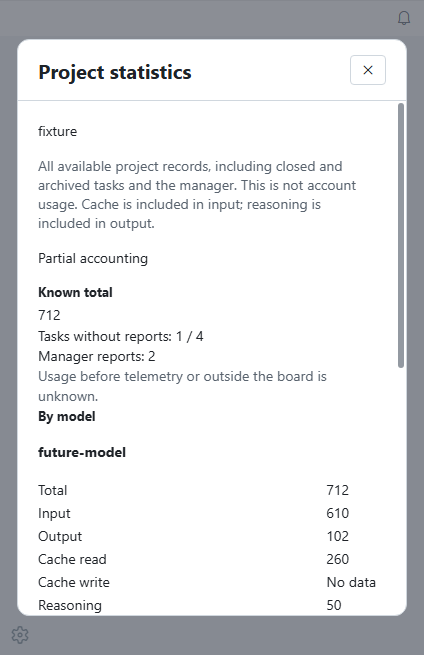 Project statistics
fixture
All available project records, including closed and
archived tasks and the manager. This is not account
usage. Cache is included in input; reasoning is
included in output.
Partial accounting
Known total
712
Tasks without reports: 1 / 4
Manager reports: 2
Usage before telemetry or outside the board is
unknown.
By model
future-model
Total 712
Input 610
Output 102
Cache read 260
Cache write No data
Reasoning 50